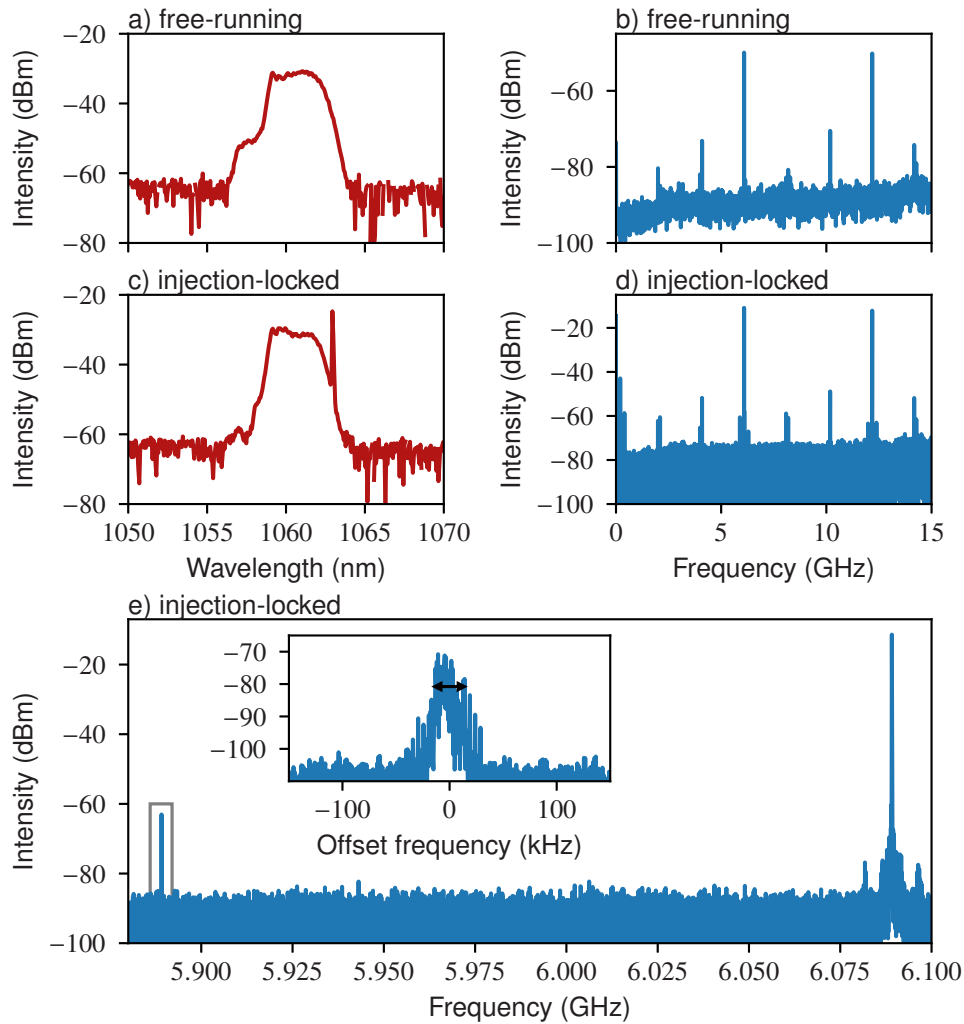 a) free-running
Intensity (dBm)
−20
−40
−60
−80
b) free-running
Intensity (dBm)
−60
−80
−100
c) injection-locked
Intensity (dBm)
−20
−40
−60
−80
1050 1055 1060 1065 1070
Wavelength (nm)
d) injection-locked
Intensity (dBm)
−20
−40
−60
−80
−100
0 5 10 15
Frequency (GHz)
e) injection-locked
Intensity (dBm)
−20
−40
−60
−80
−100
−70
−80
−90
−100
−100 0 100
Offset frequency (kHz)
5.900 5.925 5.950 5.975 6.000 6.025 6.050 6.075 6.100
Frequency (GHz)